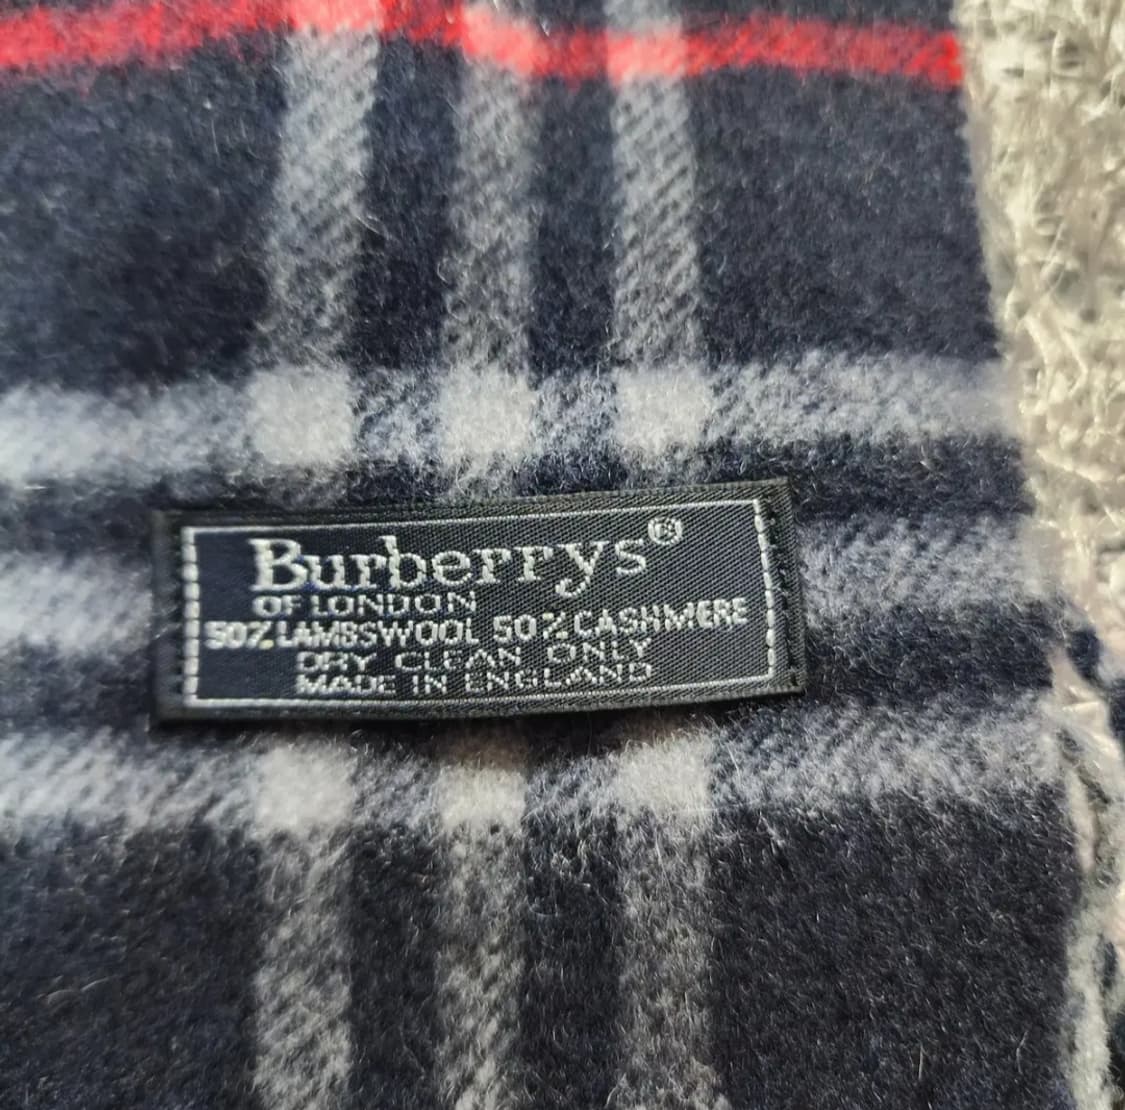 Burberrys®
OF LONDON
50% LAMBSWOOL 50% CASHMERE
DRY CLEAN ONLY
MADE IN ENGLAND